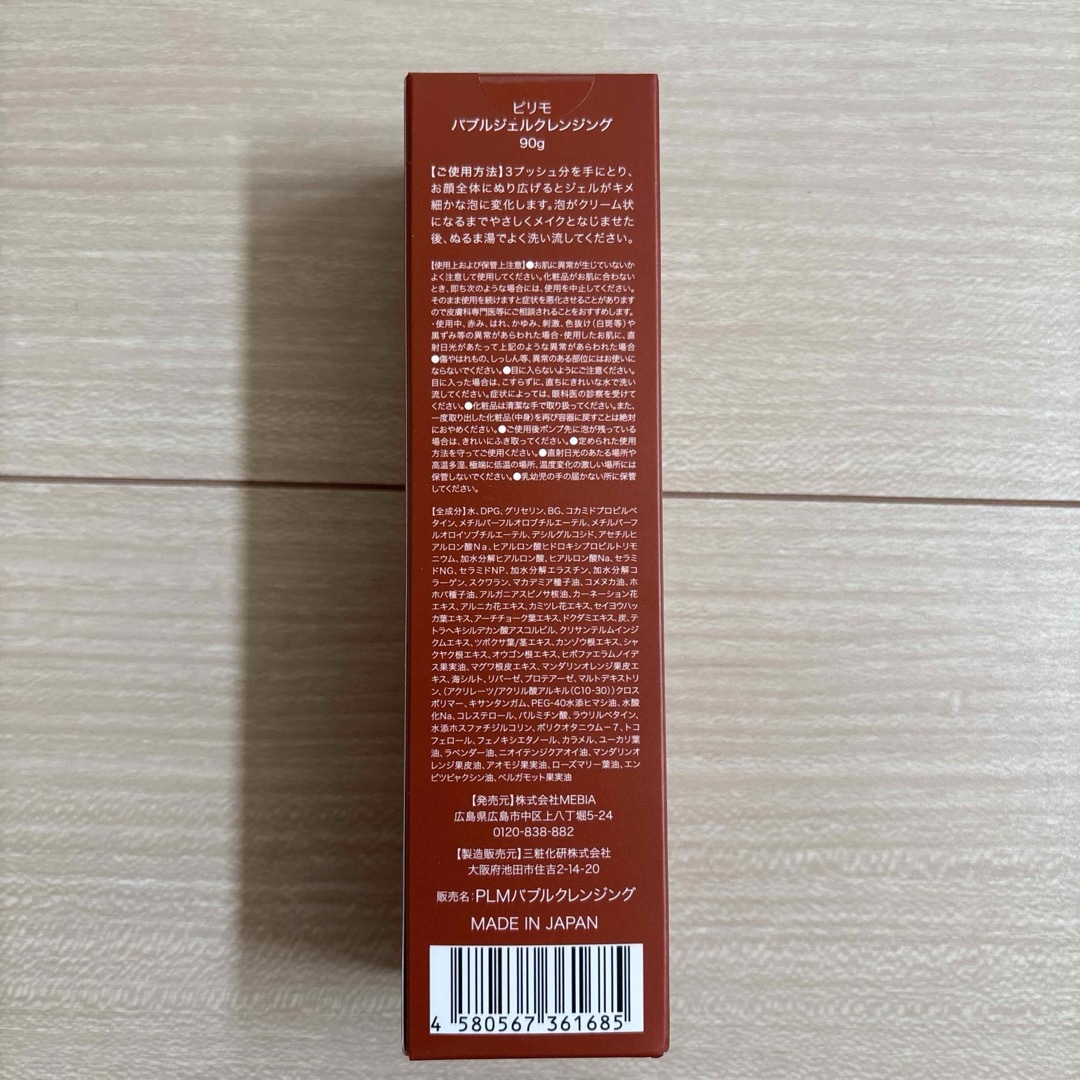 ピリモ
バブルジェルクレンジング
90g
【ご使用方法】3プッシュ分を手にとり、
お顔全体にぬり広げるとジェルがキメ
細かな泡に変化します。泡がクリーム状
になるまでやさしくメイクとなじませた
後、ぬるま湯でよく洗い流してください。
【使用上および保管上注意】●お肌に異常が生じていないか
よく注意して使用してください。化粧品がお肌に合わない
とき、即ち次のような場合には、使用を中止してください。
そのまま使用を続けますと症状を悪化させることがあります
ので皮膚科専門医等にご相談されることをおすすめします。
・使用中、赤み、はれ、かゆみ、刺激、色抜け(白斑等)や
黒ずみ等の異常があらわれた場合・使用したお肌に、直
射日光があたって上記のような異常があらわれた場合
●傷やはれもの、しっしん等、異常のある部位にはお使いに
ならないでください。●目に入らないようにご注意ください。
目に入った場合は、こすらずに、直ちにきれいな水で洗い
流してください。症状によっては、眼科医の診察を受けて
ください。●化粧品は清潔な手で取り扱ってください。また、
一度取り出した化粧品(中身)を再び容器に戻すことは絶対
におやめください。●ご使用後ポンプ先に泡が残っている
場合は、きれいにふき取ってください。●定められた使用
方法を守ってご使用ください。●直射日光のあたる場所や
高温多湿、極端に低温の場所、温度変化の激しい場所には
保管しないでください。●乳幼児の手の届かない所に保管
してください。
【全成分】水、DPG、グリセリン、BG、コカミドプロピルベ
タイン、メチルパーフルオロブチルエーテル、メチルパーフ
ルオロイソブチルエーテル、デシルグルコシド、アセチルヒ
アルロン酸Na、ヒアルロン酸ヒドロキシプロピルトリモ
ニウム、加水分解ヒアルロン酸、ヒアルロン酸Na、セラミ
ドNG、セラミドNP、加水分解エラスチン、加水分解コ
ラーゲン、スクワラン、マカデミア種子油、コメヌカ油、ホ
ホバ種子油、アルガニアスピノサ核油、カーネーション花
エキス、アルニカ花エキス、カミツレ花エキス、セイヨウハッ
カ葉エキス、アーチチョーク葉エキス、ドクダミエキス、炭、テ
トラヘキシルデカン酸アスコルビル、クリサンテルムインジ
クムエキス、ツボクサ葉/茎エキス、カンゾウ根エキス、シャ
クヤク根エキス、オウゴン根エキス、ヒポファエラムノイデ
ス果実油、マグワ根皮エキス、マンダリンオレンジ果皮エ
キス、海シルト、リパーゼ、プロテアーゼ、マルトデキストリ
ン、(アクリレーツ/アクリル酸アルキル(C10-30))クロス
ポリマー、キサンタンガム、PEG-40水添ヒマシ油、水酸
化Na、コレステロール、パルミチン酸、ラウリルベタイン、
水添ホスファチジルコリン、ポリクオタニウム-7、トコ
フェロール、フェノキシエタノール、カラメル、ユーカリ葉
油、ラベンダー油、ニオイテンジクアオイ油、マンダリンオ
レンジ果皮油、アオモジ果実油、ローズマリー葉油、エン
ピツビャクシン油、ベルガモット果実油
【発売元】株式会社MEBIA
広島県広島市中区上八丁堀5-24
0120-838-882
【製造販売元】三粧化研株式会社
大阪府池田市住吉2-14-20
販売名:PLMバブルクレンジング
MADE IN JAPAN
4 580567 361685